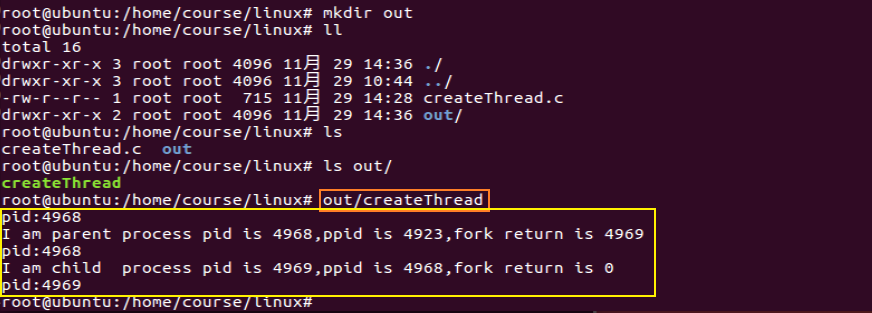 root@ubuntu:/home/course/linux# mkdir out
root@ubuntu:/home/course/linux# ll
total 16
drwxr-xr-x 3 root root 4096 11月 29 14:36 ./
drwxr-xr-x 3 root root 4096 11月 29 10:44 ../
-rw-r--r-- 1 root root  715 11月 29 14:28 createThread.c
drwxr-xr-x 2 root root 4096 11月 29 14:36 out/
root@ubuntu:/home/course/linux# ls
createThread.c  out
root@ubuntu:/home/course/linux# ls out/
createThread
root@ubuntu:/home/course/linux# out/createThread
pid:4968
I am parent process pid is 4968,ppid is 4923,fork return is 4969
pid:4968
I am child  process pid is 4969,ppid is 4968,fork return is 0
pid:4969
root@ubuntu:/home/course/linux#